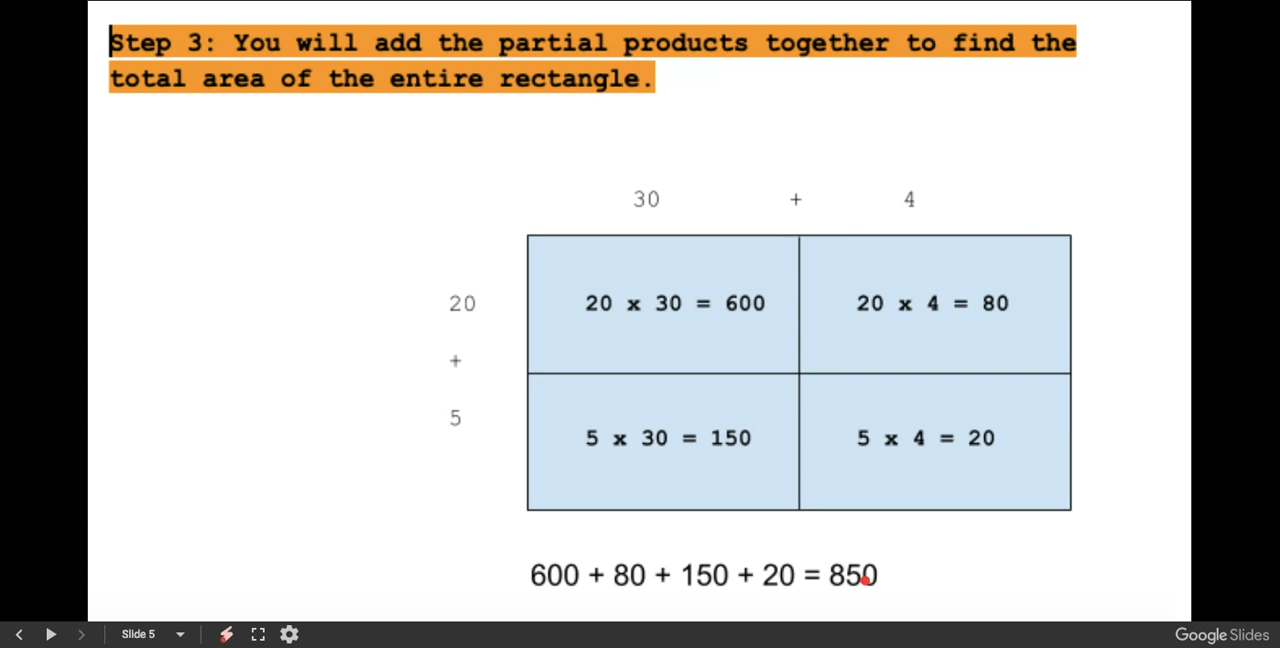 Step 3: You will add the partial products together to find the
total area of the entire rectangle.
30 + 4
20
+
5
20 x 30 = 600
20 x 4 = 80
5 x 30 = 150
5 x 4 = 20
600 + 80 + 150 + 20 = 850
Slide 5
Google Slides